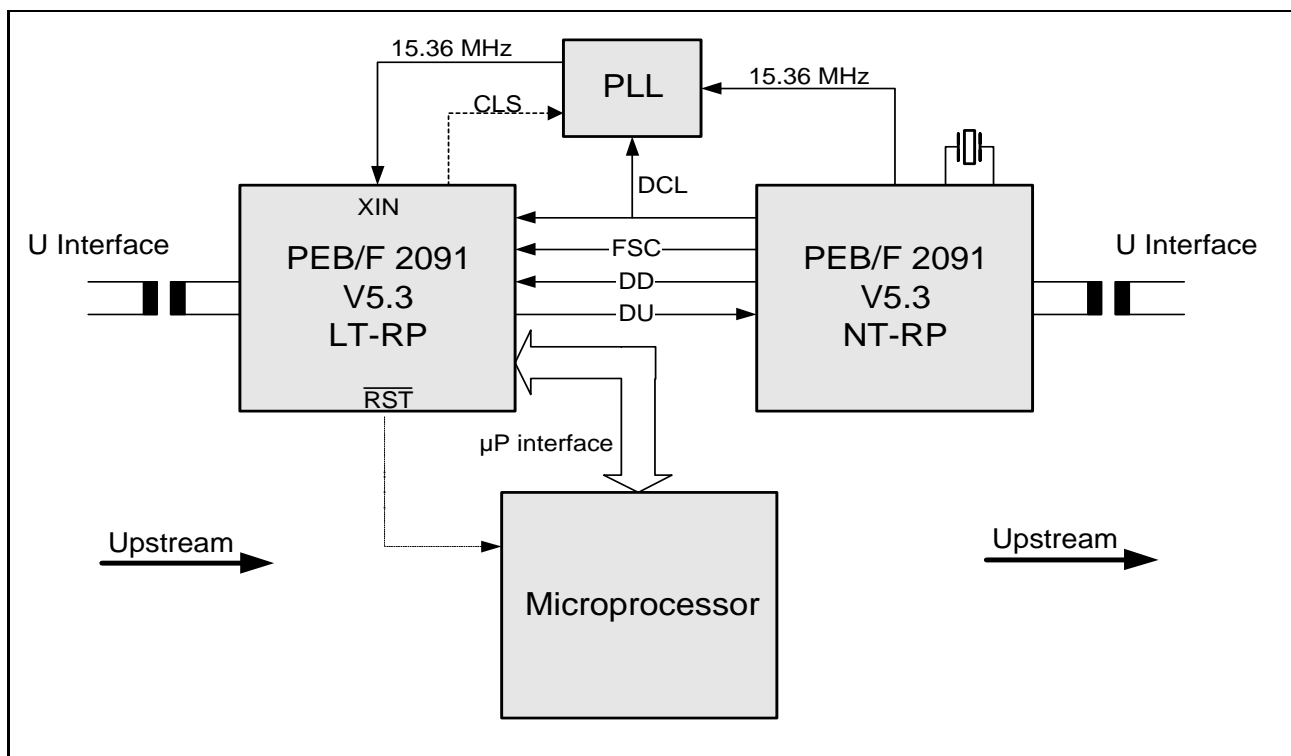 15.36 MHz
PLL
15.36 MHz
CLS
DCL
XIN
U Interface
PEB/F 2091
V5.3
LT-RP
RST
FSC
DD
DU
PEB/F 2091
V5.3
NT-RP
U Interface
µP interface
Upstream
Microprocessor
Upstream